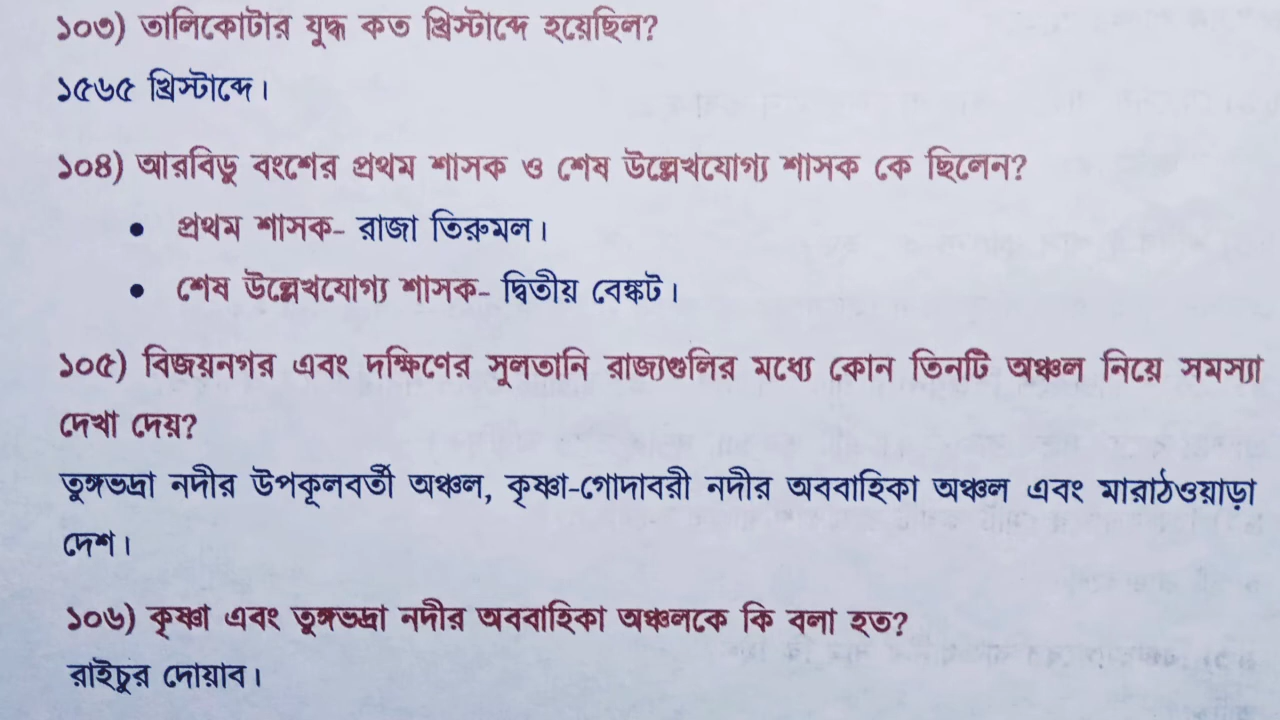 ১০৩) তালিকোটার যুদ্ধ কত খ্রিস্টাব্দে হয়েছিল?
১৫৬৫ খ্রিস্টাব্দে।
১০৪) আরবিডু বংশের প্রথম শাসক ও শেষ উল্লেখযোগ্য শাসক কে ছিলেন?
• প্রথম শাসক- রাজা তিরুমল।
• শেষ উল্লেখযোগ্য শাসক- দ্বিতীয় বেঙ্কট।
১০৫) বিজয়নগর এবং দক্ষিণের সুলতানি রাজ্যগুলির মধ্যে কোন তিনটি অঞ্চল নিয়ে সমস্যা
দেখা দেয়?
তুঙ্গভদ্রা নদীর উপকূলবর্তী অঞ্চল, কৃষ্ণা-গোদাবরী নদীর অববাহিকা অঞ্চল এবং মারাঠওয়াড়া
দেশ।
১০৬) কৃষ্ণা এবং তুঙ্গভদ্রা নদীর অববাহিকা অঞ্চলকে কি বলা হত?
রাইচুর দোয়াব।